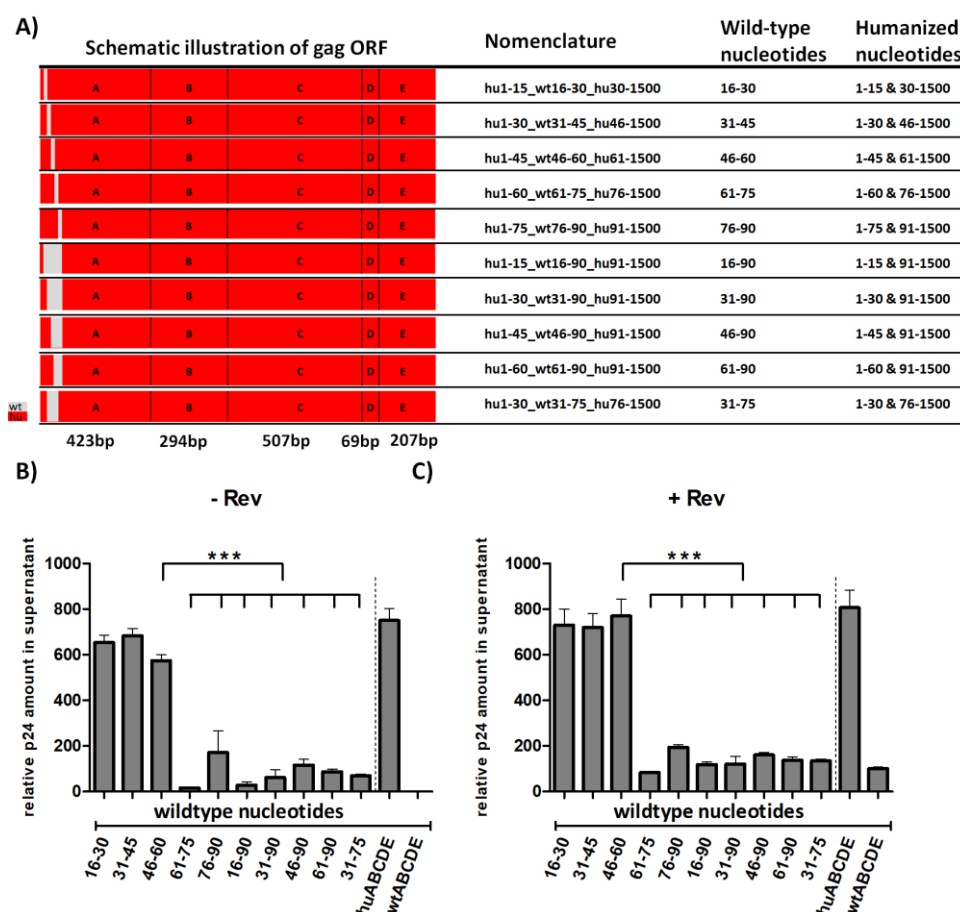 A)
Schematic illustration of gag ORF Nomenclature Wild-type nucleotides Humanized nucleotides
A B C D E hu1-15_wt16-30_hu30-1500 16-30 1-15 & 30-1500
A B C D E hu1-30_wt31-45_hu46-1500 31-45 1-30 & 46-1500
A B C D E hu1-45_wt46-60_hu61-1500 46-60 1-45 & 61-1500
A B C D E hu1-60_wt61-75_hu76-1500 61-75 1-60 & 76-1500
A B C D E hu1-75_wt76-90_hu91-1500 76-90 1-75 & 91-1500
A B C D E hu1-15_wt16-90_hu91-1500 16-90 1-15 & 91-1500
A B C D E hu1-30_wt31-90_hu91-1500 31-90 1-30 & 91-1500
A B C D E hu1-45_wt46-90_hu91-1500 46-90 1-45 & 91-1500
A B C D E hu1-60_wt61-90_hu91-1500 61-90 1-60 & 91-1500
A B C D E hu1-30_wt31-75_hu76-1500 31-75 1-30 & 76-1500
wt
hu
423bp 294bp 507bp 69bp 207bp
B)
- Rev
relative p24 amount in supernatant
1000
800
600
400
200
0
***
wildtype nucleotides
16-30
31-45
46-60
61-75
76-90
16-90
31-90
46-90
61-90
31-75
huABCDE
wtABCDE
C)
+ Rev
relative p24 amount in supernatant
1000
800
600
400
200
0
***
wildtype nucleotides
16-30
31-45
46-60
61-75
76-90
16-90
31-90
46-90
61-90
31-75
huABCDE
wtABCDE